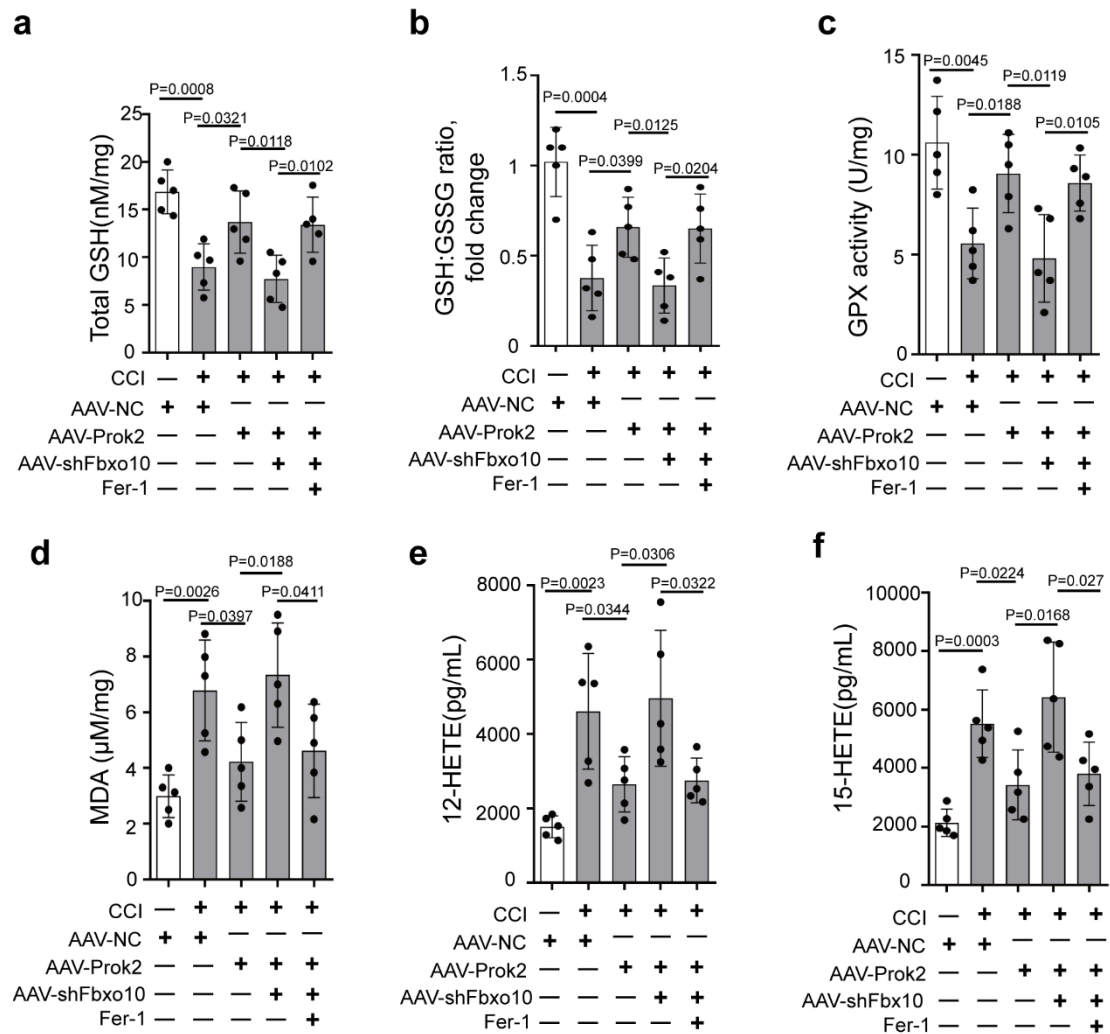 a
P=0.0008
P=0.0321
P=0.0118
P=0.0102
Total GSH(nM/mg)
25
20
15
10
5
0
CCI — + + + +
AAV-NC + + — — —
AAV-Prok2 — — + + +
AAV-shFbxo10 — — — + +
Fer-1 — — — — +
b
P=0.0004
P=0.0399
P=0.0125
P=0.0204
GSH:GSSG ratio,
fold change
1.5
1
0.5
0
CCI — + + + +
AAV-NC + + — — —
AAV-Prok2 — — + + +
AAV-shFbxo10 — — — + +
Fer-1 — — — — +
c
P=0.0045
P=0.0188
P=0.0119
P=0.0105
GPX activity (U/mg)
15
10
5
0
CCI — + + + +
AAV-NC + + — — —
AAV-Prok2 — — + + +
AAV-shFbxo10 — — — + +
Fer-1 — — — — +
d
P=0.0026
P=0.0397
P=0.0188
P=0.0411
MDA (μM/mg)
10
8
6
4
2
0
CCI — + + + +
AAV-NC + + — — —
AAV-Prok2 — — + + +
AAV-shFbxo10 — — — + +
Fer-1 — — — — +
e
P=0.0023
P=0.0344
P=0.0306
P=0.0322
12-HETE(pg/mL)
8000
6000
4000
2000
0
CCI — + + + +
AAV-NC + + — — —
AAV-Prok2 — — + + +
AAV-shFbxo10 — — — + +
Fer-1 — — — — +
f
P=0.0003
P=0.0224
P=0.0168
P=0.027
15-HETE(pg/mL)
10000
8000
6000
4000
2000
0
CCI — + + + +
AAV-NC + + — — —
AAV-Prok2 — — + + +
AAV-shFbx10 — — — + +
Fer-1 — — — — +